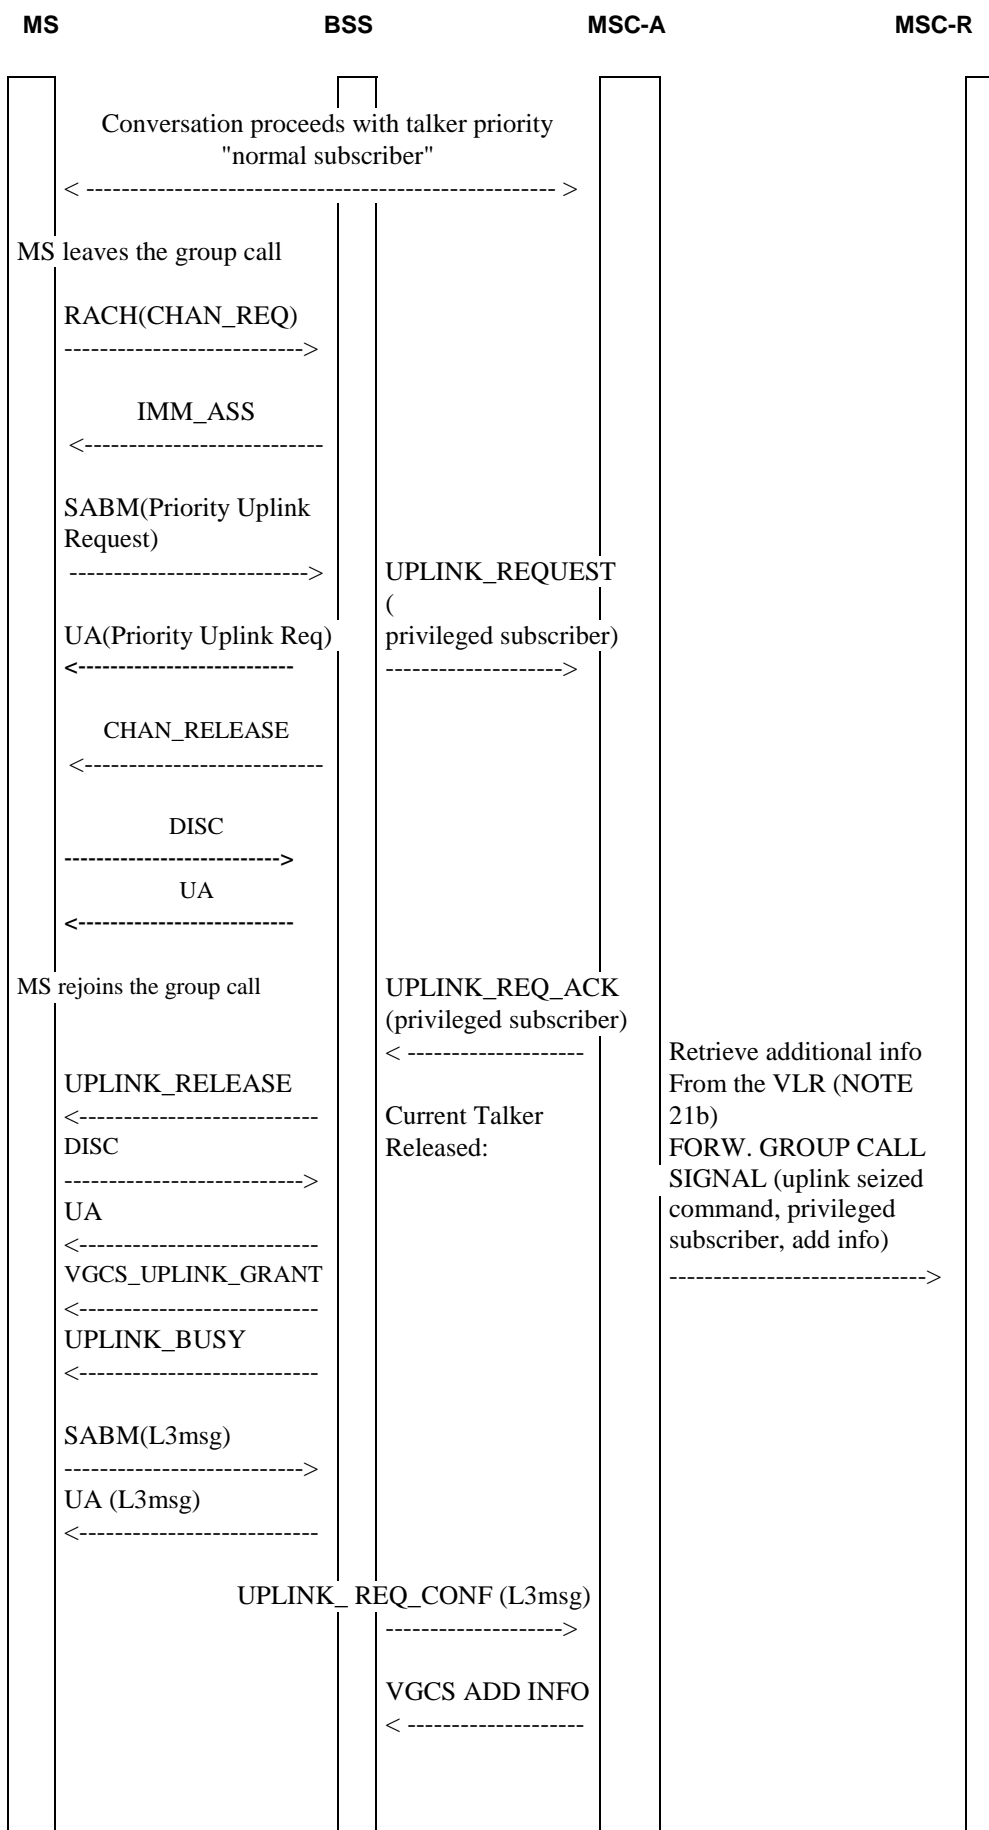 MS BSS MSC-A MSC-R
Conversation proceeds with talker priority
"normal subscriber"
< ----------------------------------------------------- >
MS leaves the group call
RACH(CHAN_REQ)
--------------------------->
IMM_ASS
<---------------------------
SABM(Priority Uplink
Request)
--------------------------->
UPLINK_REQUEST
(
privileged subscriber)
-------------------->
UA(Priority Uplink Req)
<---------------------------
CHAN_RELEASE
<---------------------------
DISC
--------------------------->
UA
<---------------------------
MS rejoins the group call
UPLINK_REQ_ACK
(privileged subscriber)
< --------------------
Retrieve additional info
From the VLR (NOTE
21b)
FORW. GROUP CALL
SIGNAL (uplink seized
command, privileged
subscriber, add info)
----------------------------->
UPLINK_RELEASE
<---------------------------
Current Talker
Released:
DISC
--------------------------->
UA
<---------------------------
VGCS_UPLINK_GRANT
<---------------------------
UPLINK_BUSY
<---------------------------
SABM(L3msg)
--------------------------->
UA (L3msg)
<---------------------------
UPLINK_ REQ_CONF (L3msg)
-------------------->
VGCS ADD INFO
< --------------------